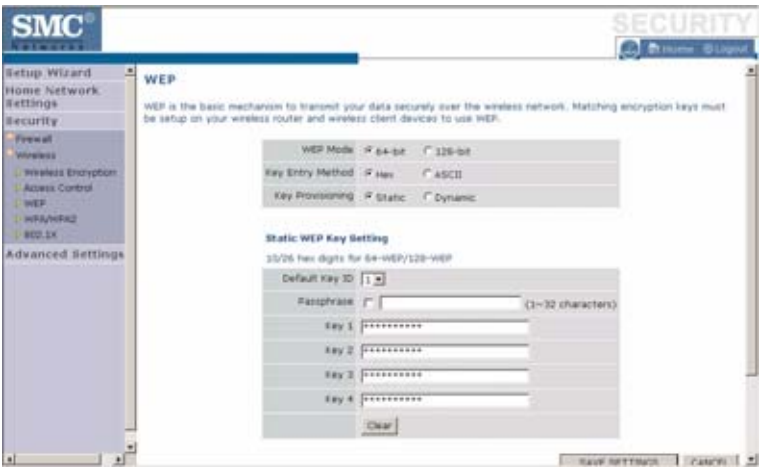 SMC®
Networks
SECURITY
Home Logout
Setup Wizard
Home Network
Settings
Security
Firewall
Wireless
Wireless Encryption
Access Control
WEP
WPA/WPA2
802.1X
Advanced Settings
WEP
WEP is the basic mechanism to transmit your data securely over the wireless network. Matching encryption keys must
be setup on your wireless router and wireless client devices to use WEP.
WEP Mode 64-bit 128-bit
Key Entry Method Hex ASCII
Key Provisioning Static Dynamic
Static WEP Key Setting
10/26 hex digits for 64-WEP/128-WEP
Default Key ID 1
Passphrase (1~32 characters)
Key 1 **********
Key 2 **********
Key 3 **********
Key 4 **********
Clear
SAVE SETTINGS CANCEL